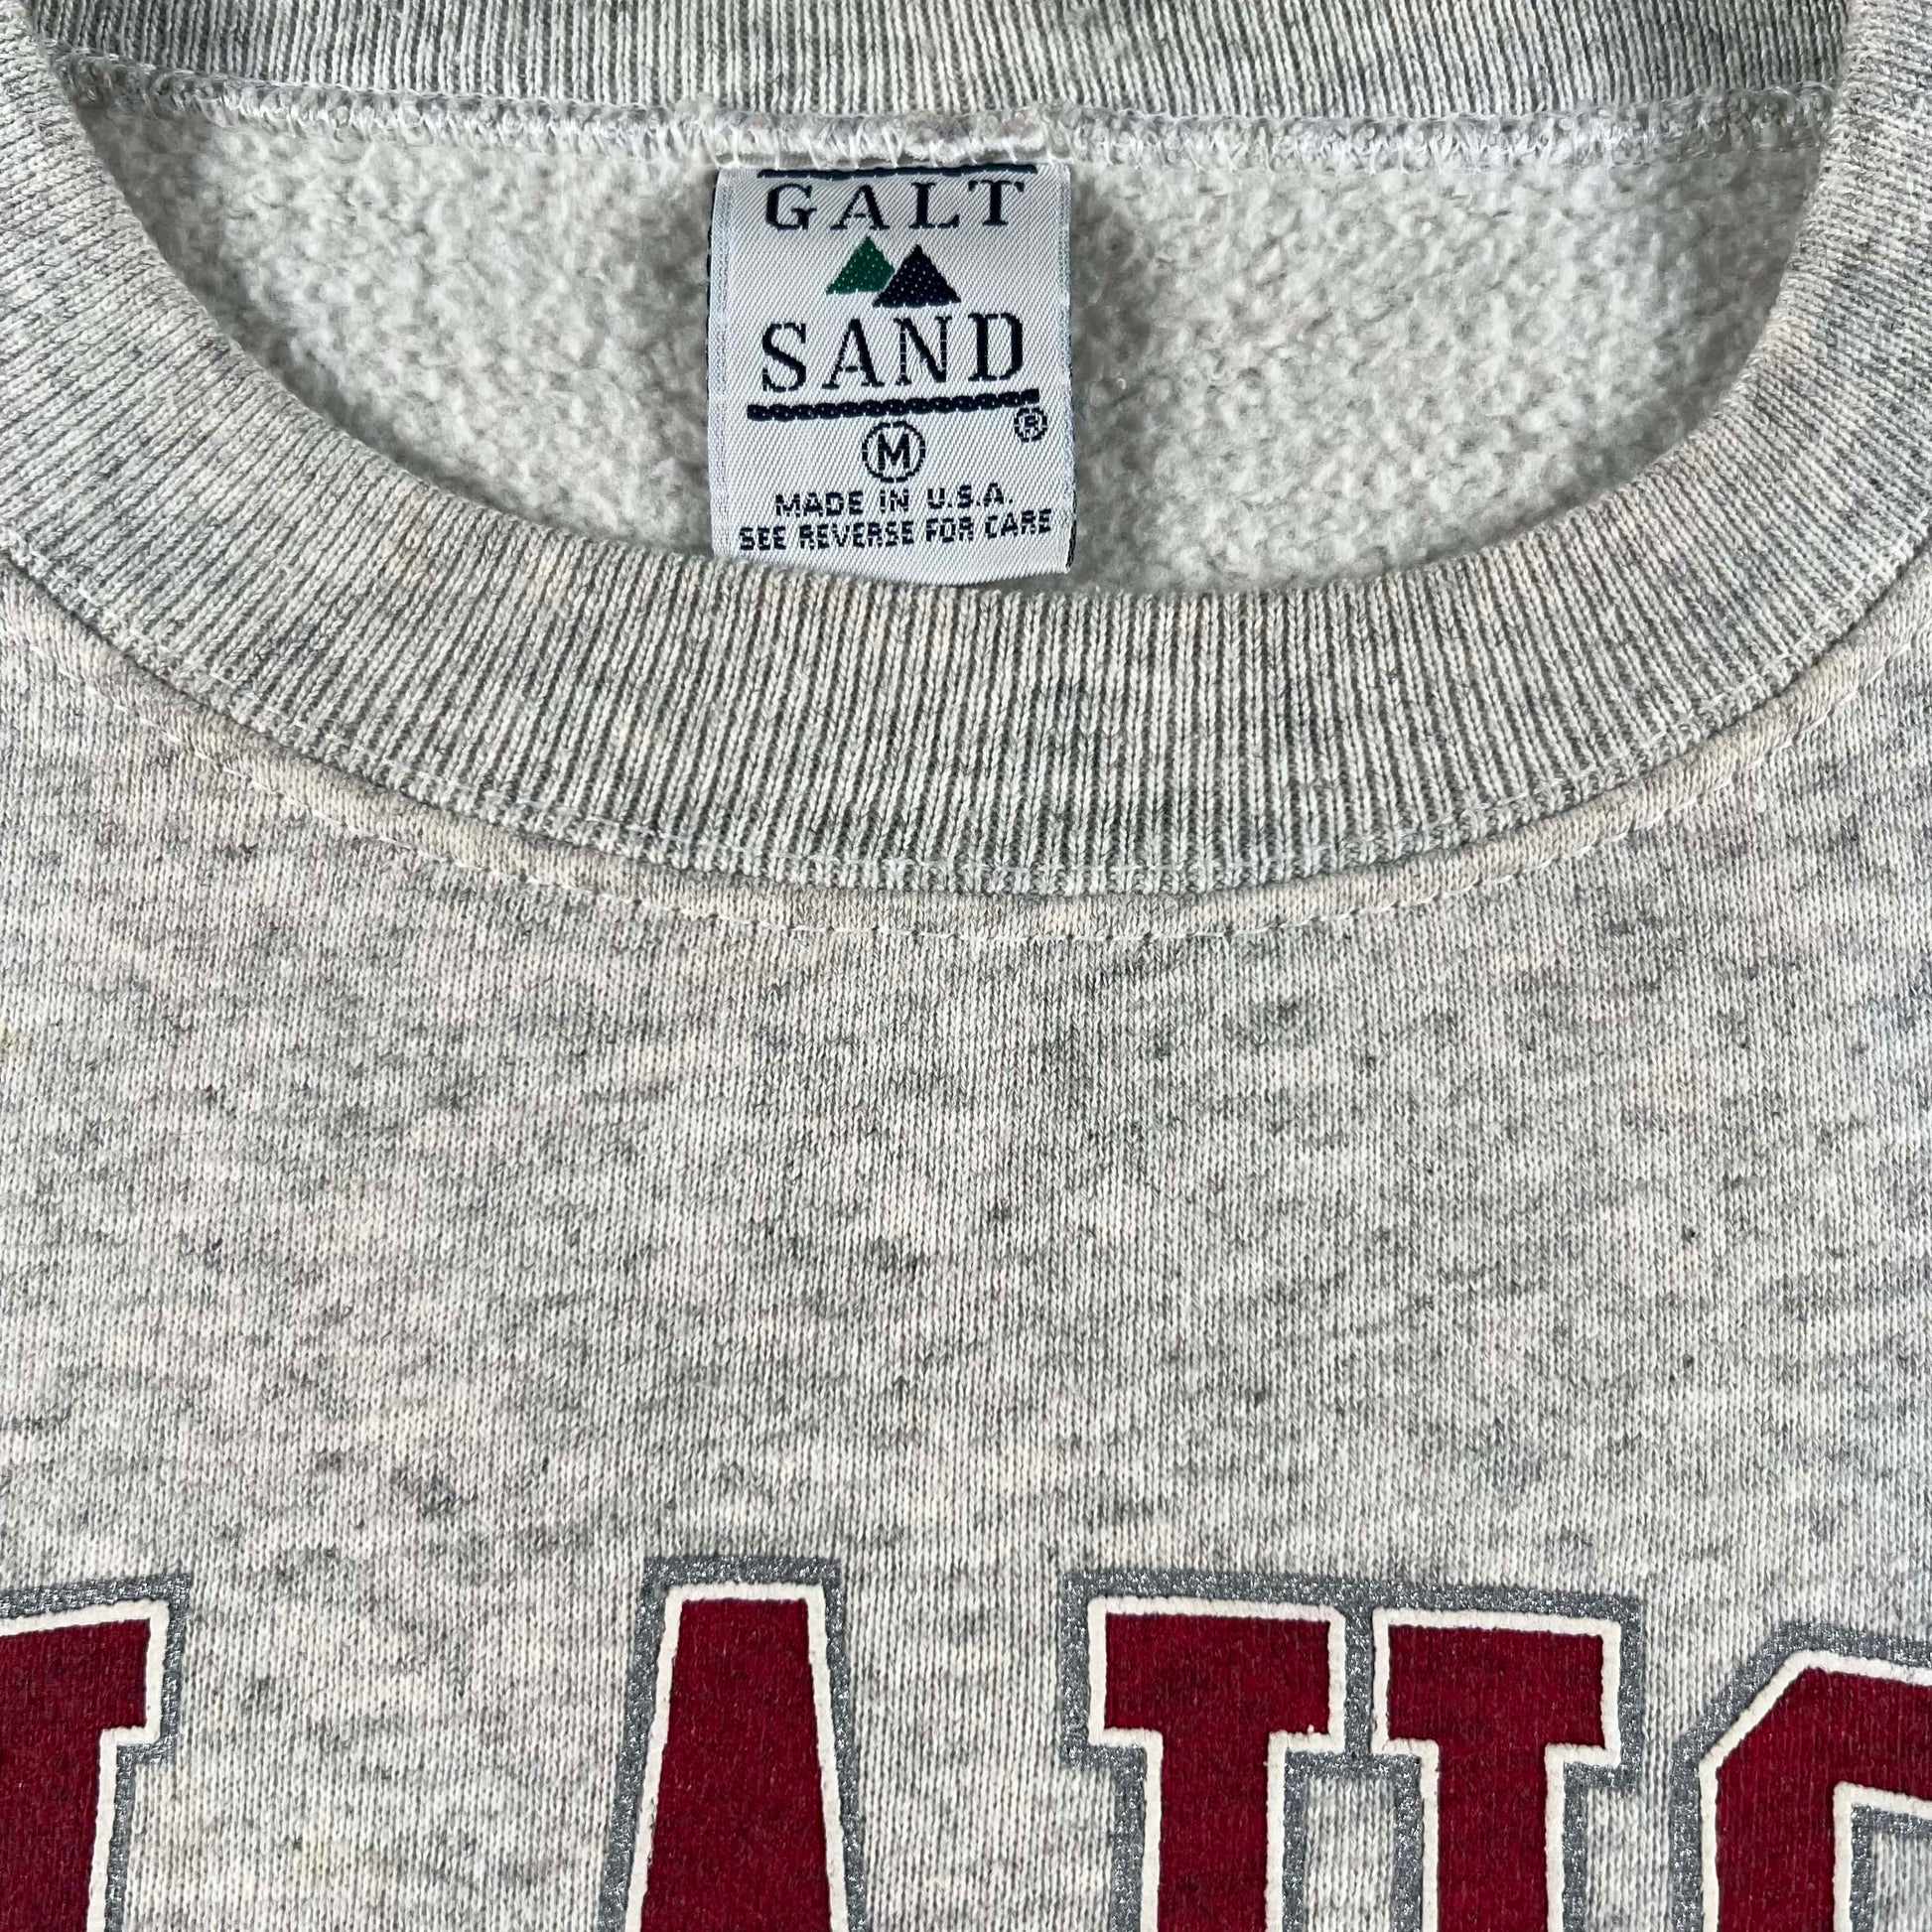 GALT
SAND
®
M
MADE IN U.S.A.
SEE REVERSE FOR CARE